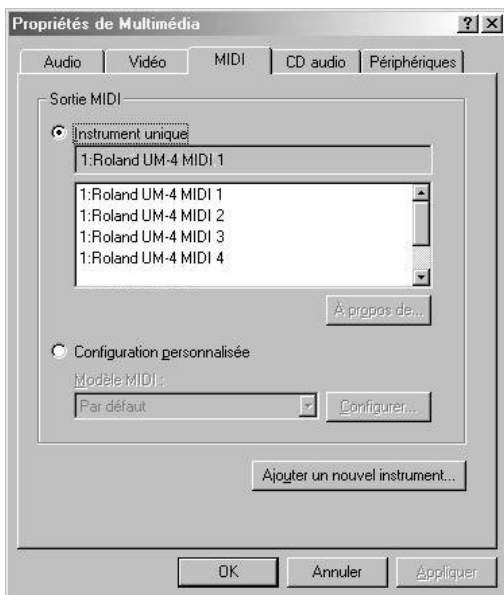 Propriétés de Multimédia
Audio Vidéo MIDI CD audio Périphériques
Sortie MIDI
Instrument unique
1:Roland UM-4 MIDI 1
1:Roland UM-4 MIDI 1
1:Roland UM-4 MIDI 2
1:Roland UM-4 MIDI 3
1:Roland UM-4 MIDI 4
À propos de...
Configuration personnalisée
Modèle MIDI :
Par défaut Configurer...
Ajouter un nouvel instrument...
OK Annuler Appliquer